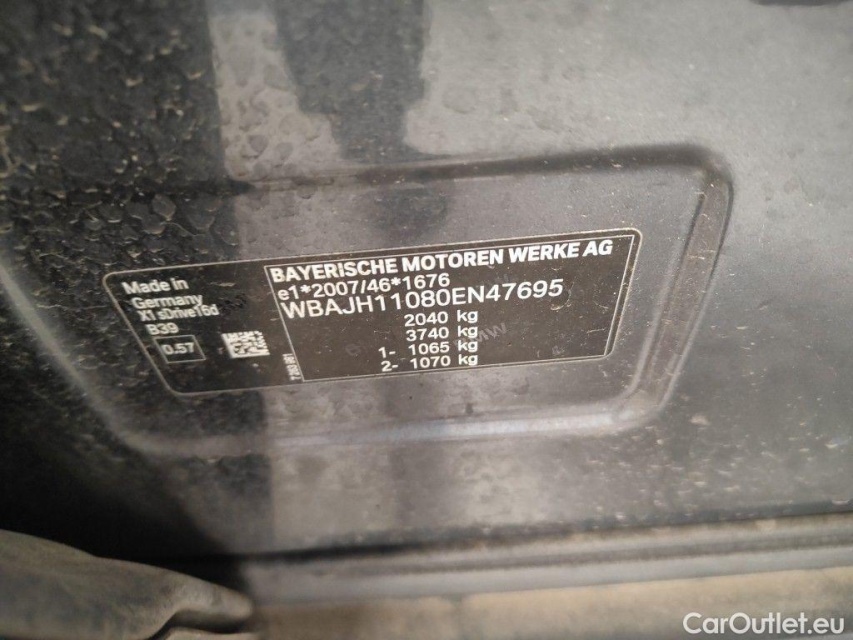 Made in
Germany
X1 sDrive16d
B39
0.57
BAYERISCHE MOTOREN WERKE AG
e1*2007/46*1676
WBAJH11080EN47695
2040 kg
3740 kg
1- 1065 kg
2- 1070 kg
BMW
CarOutlet.eu